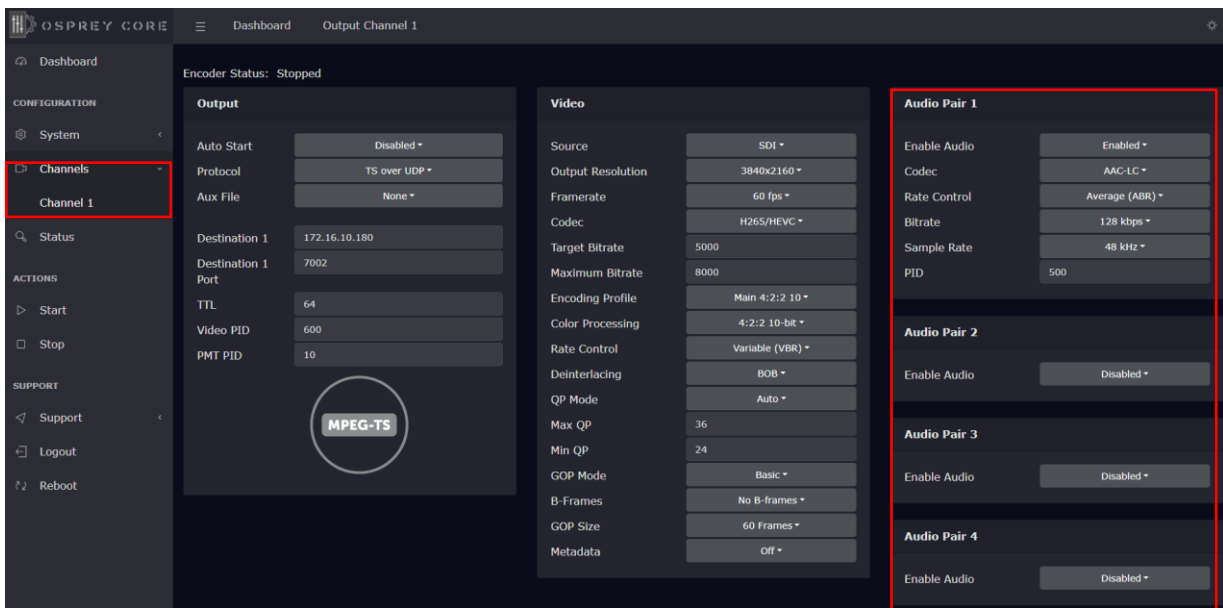 OSPREY CORE
Dashboard
Output Channel 1
Dashboard
CONFIGURATION
System
Channels
Channel 1
Status
ACTIONS
Start
Stop
SUPPORT
Support
Logout
Reboot
Encoder Status: Stopped
Output
Auto Start Disabled
Protocol TS over UDP
Aux File None
Destination 1 172.16.10.180
Destination 1 7002
Port
TTL 64
Video PID 600
PMT PID 10
MPEG-TS
Video
Source SDI
Output Resolution 3840x2160
Framerate 60 fps
Codec H265/HEVC
Target Bitrate 5000
Maximum Bitrate 8000
Encoding Profile Main 4:2:2 10
Color Processing 4:2:2 10-bit
Rate Control Variable (VBR)
Deinterlacing BOB
QP Mode Auto
Max QP 36
Min QP 24
GOP Mode Basic
B-Frames No B-frames
GOP Size 60 Frames
Metadata Off
Audio Pair 1
Enable Audio Enabled
Codec AAC-LC
Rate Control Average (ABR)
Bitrate 128 kbps
Sample Rate 48 kHz
PID 500
Audio Pair 2
Enable Audio Disabled
Audio Pair 3
Enable Audio Disabled
Audio Pair 4
Enable Audio Disabled